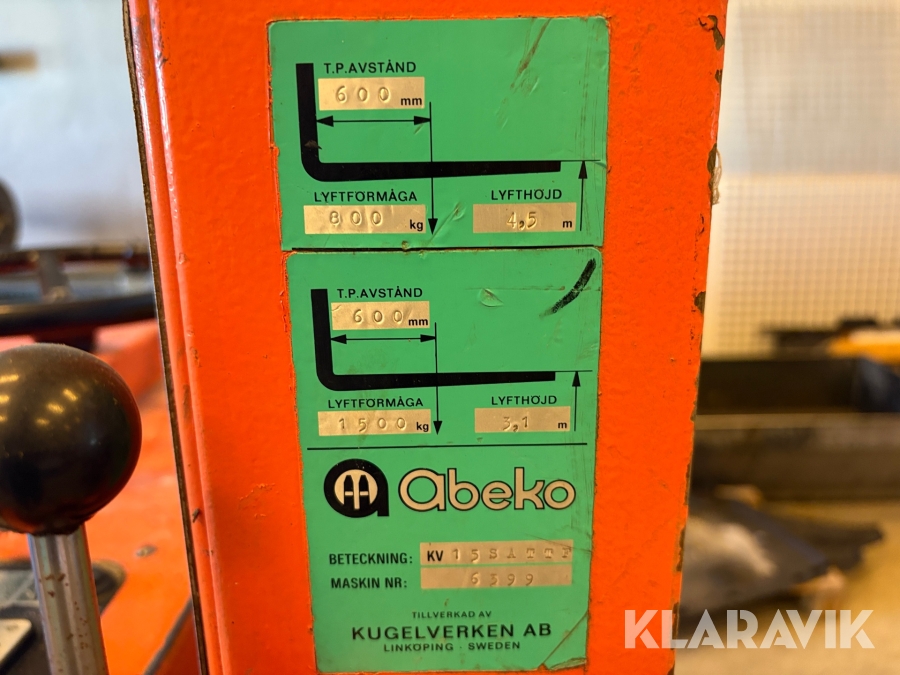 T.P.AVSTÅND
600 mm
LYFTFÖRMÅGA LYFTHÖJD
800 kg 4,5 m
T.P.AVSTÅND
600 mm
LYFTFÖRMÅGA LYFTHÖJD
1500 kg 3,1 m
abeko
BETECKNING: KV
MASKIN NR: 6399
TILLVERKAD AV
KUGELVERKEN AB
LINKÖPING - SWEDEN
KLARAVIK